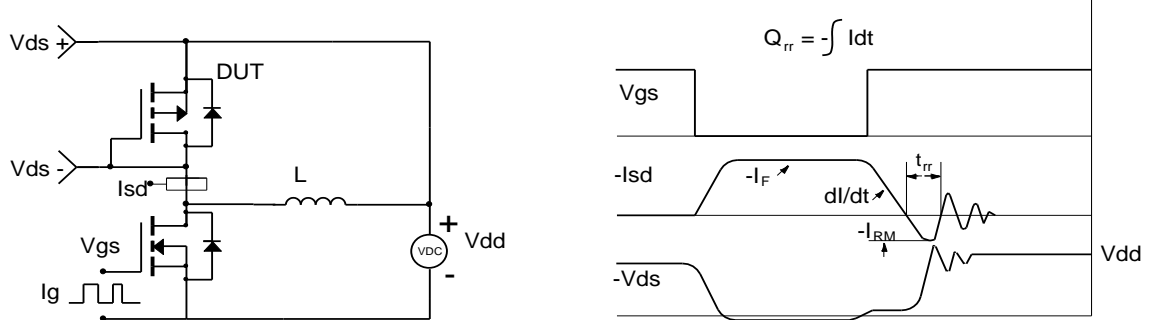 Vds +
DUT
Vds -
Isd
L
Vgs
Ig
+
VDC
-
Vdd
Qrr = -∫ Idt
Vgs
-Isd
-IF
dI/dt
trr
-IRM
-Vds
Vdd